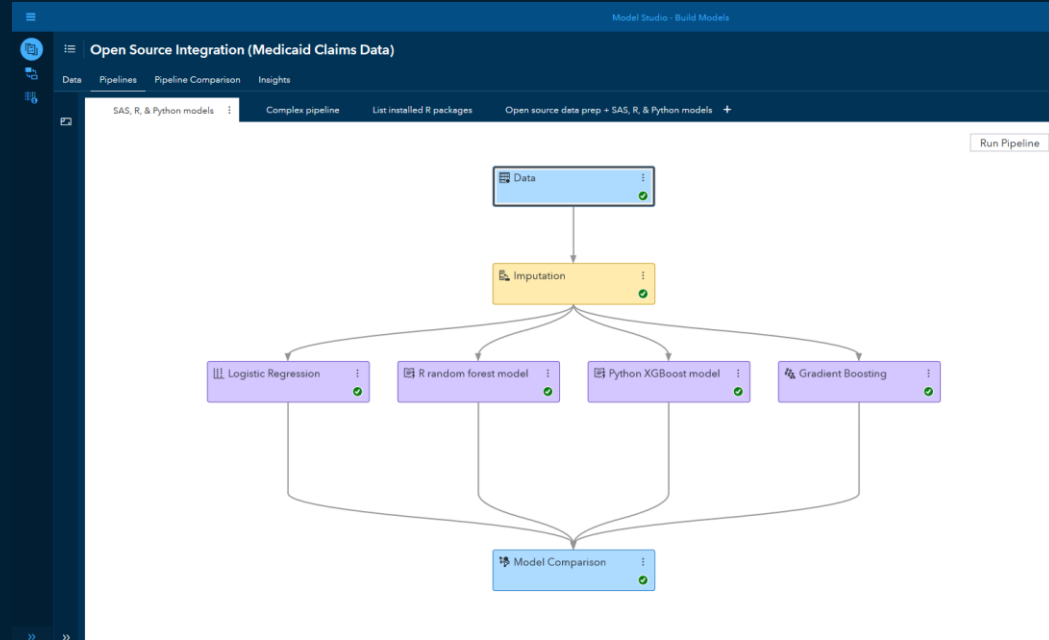 Model Studio - Build Models
Open Source Integration (Medicaid Claims Data)
Data Pipelines Pipeline Comparison Insights
SAS, R, & Python models Complex pipeline List installed R packages Open source data prep + SAS, R, & Python models +
Run Pipeline
Data
Imputation
Logistic Regression R random forest model Python XGBoost model Gradient Boosting
Model Comparison